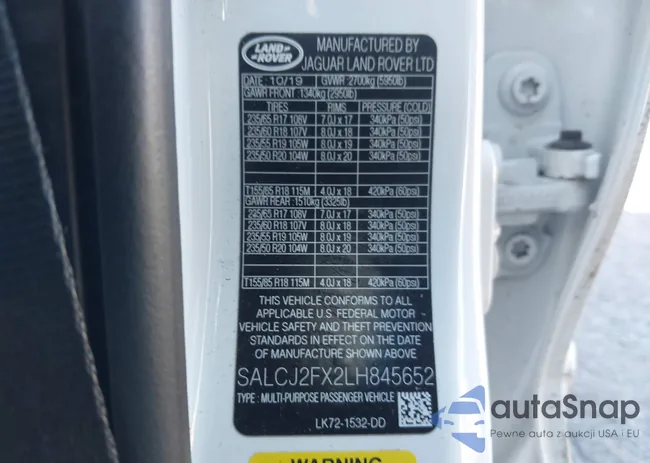 LAND ROVER
MANUFACTURED BY
JAGUAR LAND ROVER LTD
DATE: 10/19 GVWR: 2700kg (5950lb)
GAWR FRONT: 1340kg (2950lb)
TIRES RIMS PRESSURE (COLD)
235/65 R17 108V 7.0J x 17 340kPa (50psi)
235/60 R18 107V 8.0J x 18 340kPa (50psi)
235/55 R19 105W 8.0J x 19 340kPa (50psi)
235/50 R20 104W 8.0J x 20 340kPa (50psi)
T155/85 R18 115M 4.0J x 18 420kPa (60psi)
GAWR REAR: 1510kg (3325lb)
235/65 R17 108V 7.0J x 17 340kPa (50psi)
235/60 R18 107V 8.0J x 18 340kPa (50psi)
235/55 R19 105W 8.0J x 19 340kPa (50psi)
235/50 R20 104W 8.0J x 20 340kPa (50psi)
T155/85 R18 115M 4.0J x 18 420kPa (60psi)
THIS VEHICLE CONFORMS TO ALL
APPLICABLE U.S. FEDERAL MOTOR
VEHICLE SAFETY AND THEFT PREVENTION
STANDARDS IN EFFECT ON THE DATE
OF MANUFACTURE SHOWN ABOVE
SALCJ2FX2LH845652
TYPE : MULTI-PURPOSE PASSENGER VEHICLE
LK72-1532-DD
WARNING
autoSnap
Pewne auta z aukcji USA i EU